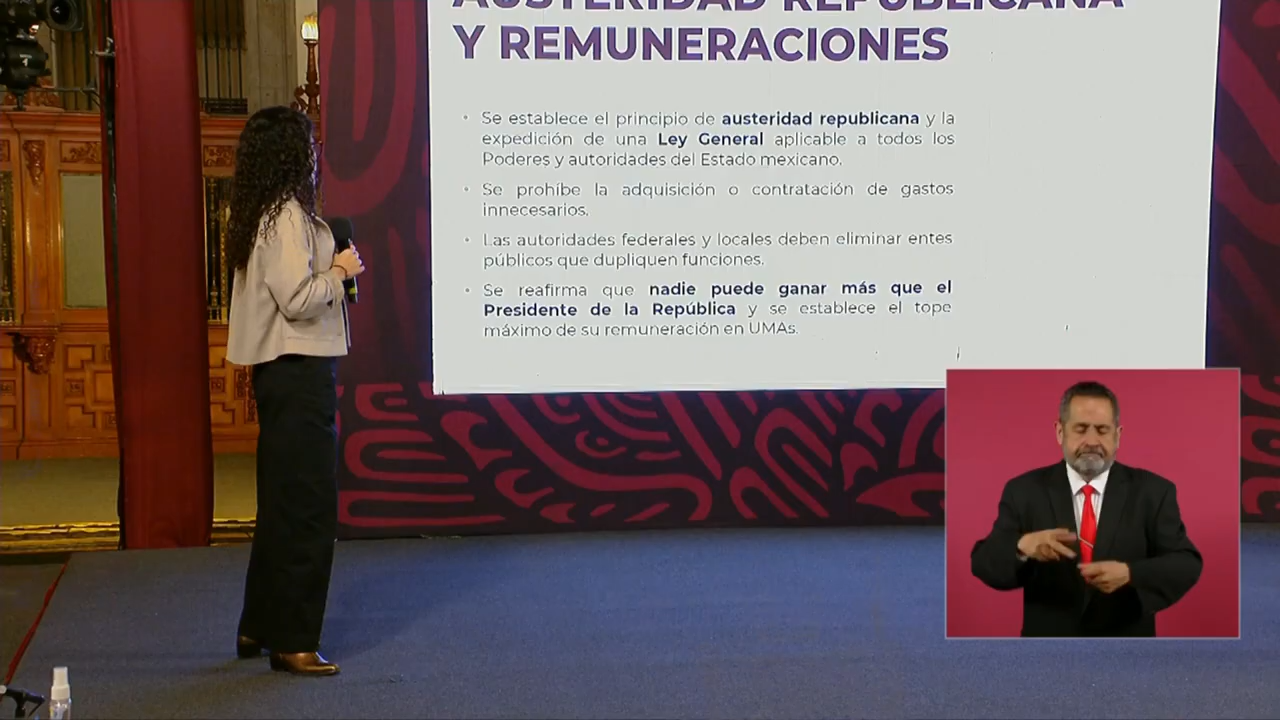 AUSTERIDAD REPUBLICANA
Y REMUNERACIONES
• Se establece el principio de austeridad republicana y la
expedición de una Ley General aplicable a todos los
Poderes y autoridades del Estado mexicano.
• Se prohíbe la adquisición o contratación de gastos
innecesarios.
• Las autoridades federales y locales deben eliminar entes
públicos que dupliquen funciones.
• Se reafirma que nadie puede ganar más que el
Presidente de la República y se establece el tope
máximo de su remuneración en UMAs.